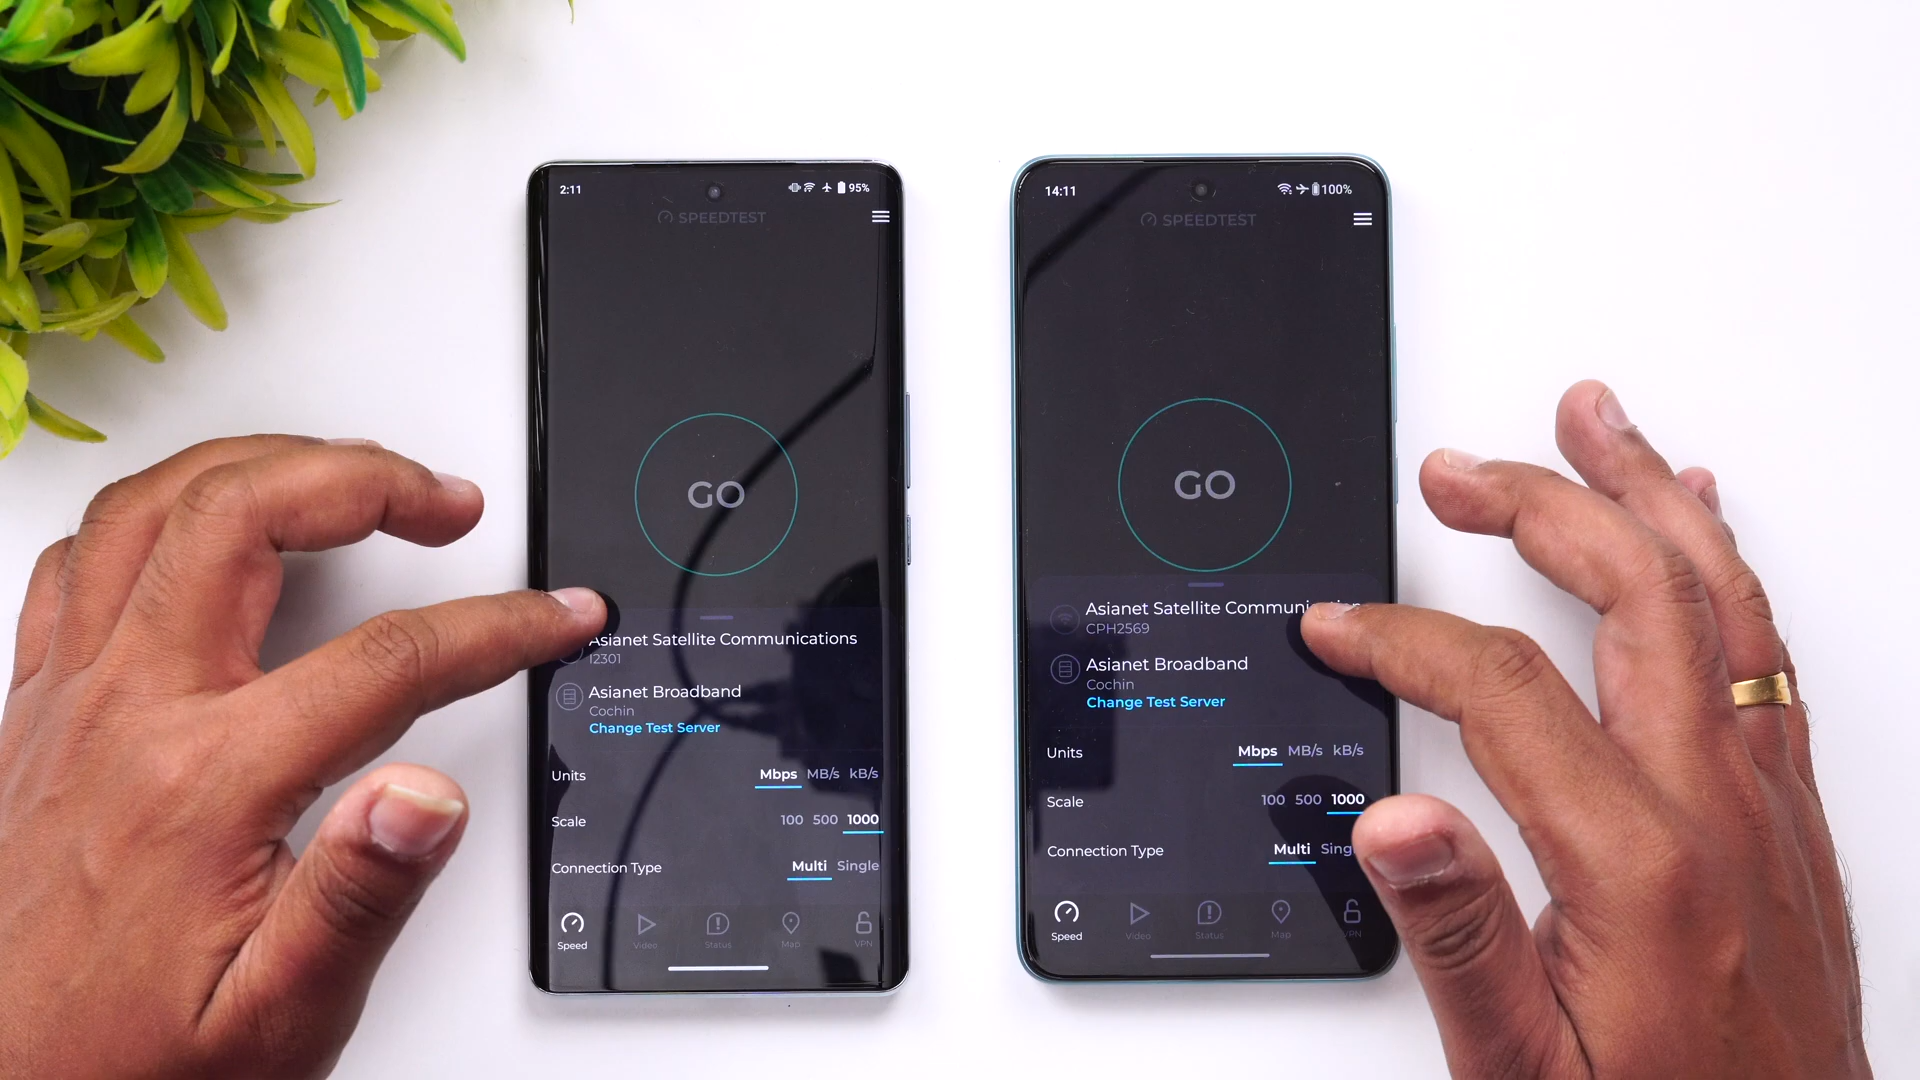 2:11
95%
SPEEDTEST
GO
Asianet Satellite Communications
I2301
Asianet Broadband
Cochin
Change Test Server
Units Mbps MB/s kB/s
Scale 100 500 1000
Connection Type Multi Single
Speed Video Status Map VPN
14:11
100%
SPEEDTEST
GO
Asianet Satellite
CPH2569
Asianet Broadband
Cochin
Change Test Server
Units Mbps MB/s kB/s
Scale 100 500 1000
Connection Type Multi
Speed Video Status Map